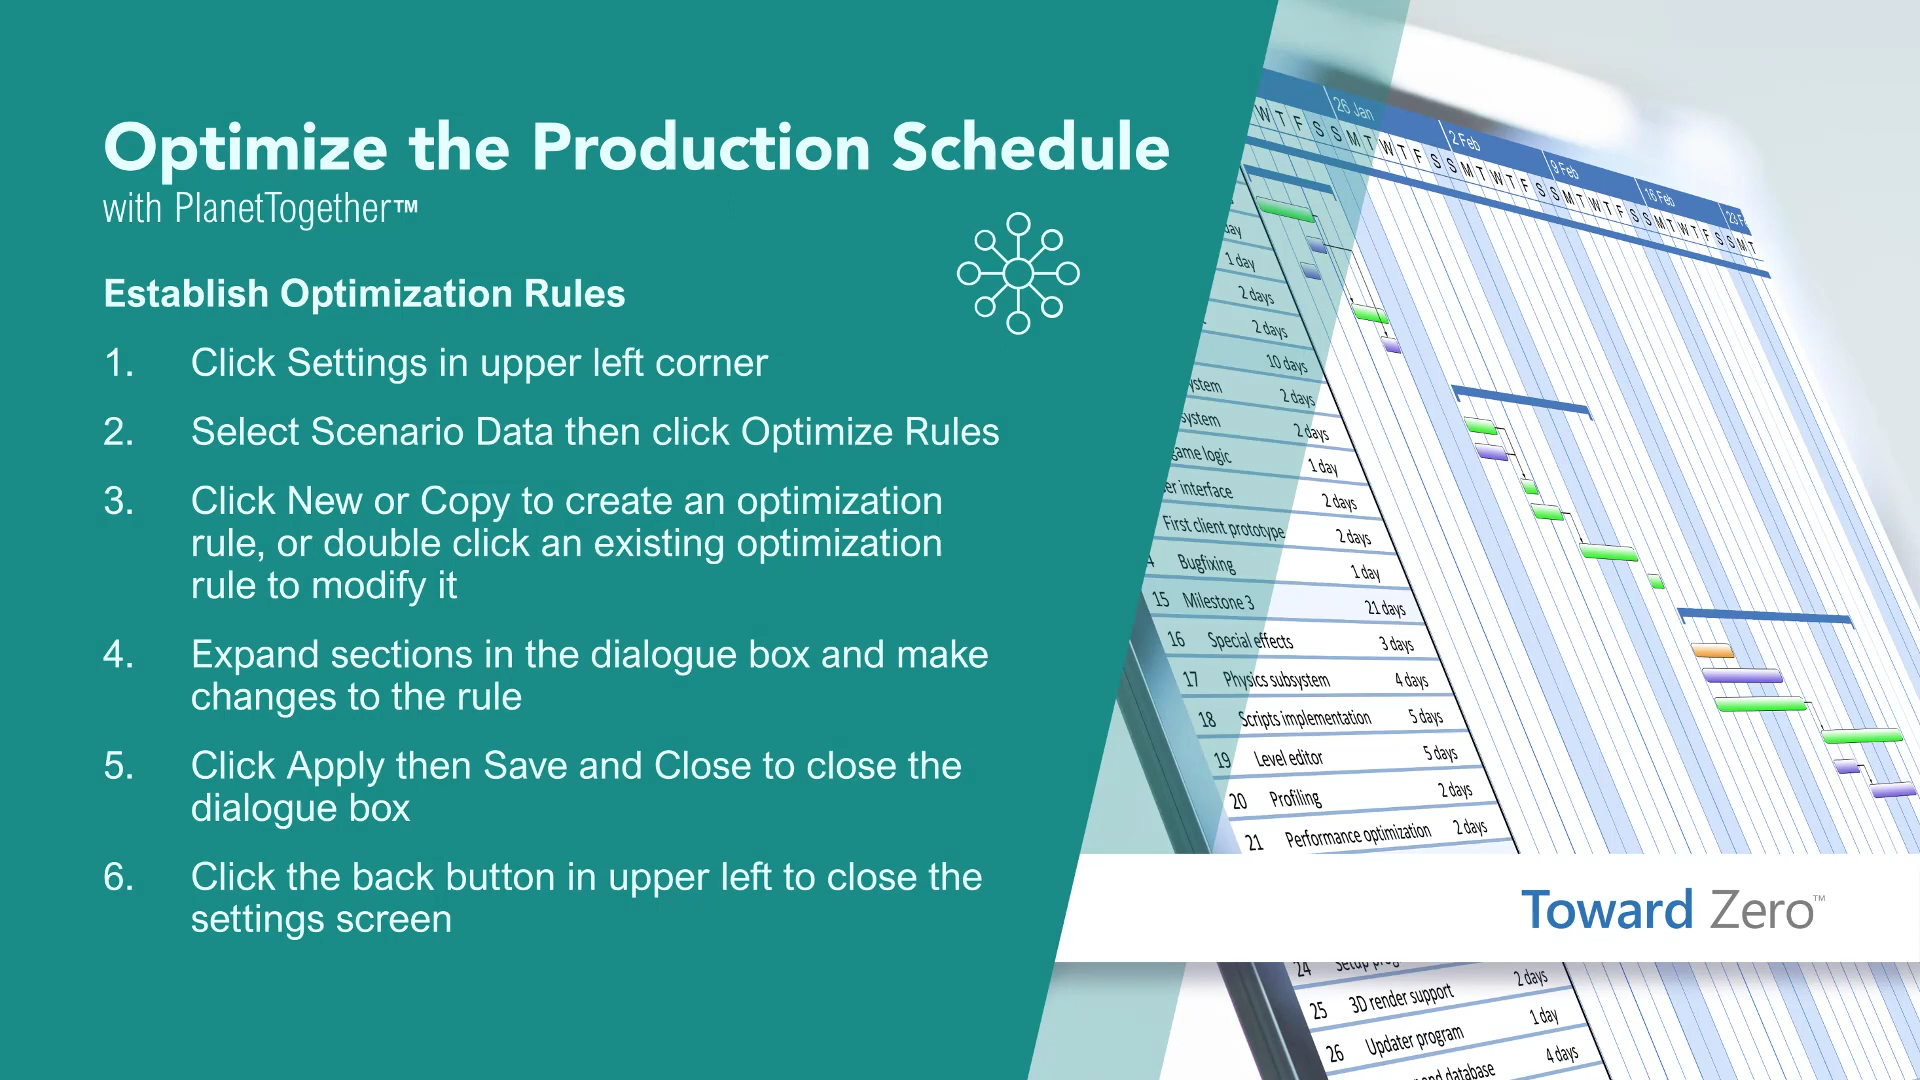 Optimize the Production Schedule
with PlanetTogether™
Establish Optimization Rules
1. Click Settings in upper left corner
2. Select Scenario Data then click Optimize Rules
3. Click New or Copy to create an optimization
rule, or double click an existing optimization
rule to modify it
4. Expand sections in the dialogue box and make
changes to the rule
5. Click Apply then Save and Close to close the
dialogue box
6. Click the back button in upper left to close the
settings screen
26 Jan 2 Feb 9 Feb 16 Feb
W T F S S M T W T F S S M T W T F S S M T W T F S S M T W T F S S M T
1 day
2 days
2 days
10 days
2 days
2 days
game logic 1 day
interface 2 days
First client prototype 2 days
Bugfixing 1 day
15 Milestone 3 21 days
16 Special effects 3 days
17 Physics subsystem 4 days
18 Scripts implementation 5 days
19 Level editor 5 days
20 Profiling 2 days
21 Performance optimization 2 days
Toward Zero™
24 2 days
25 3D render support 1 day
26 Updater program 4 days
database